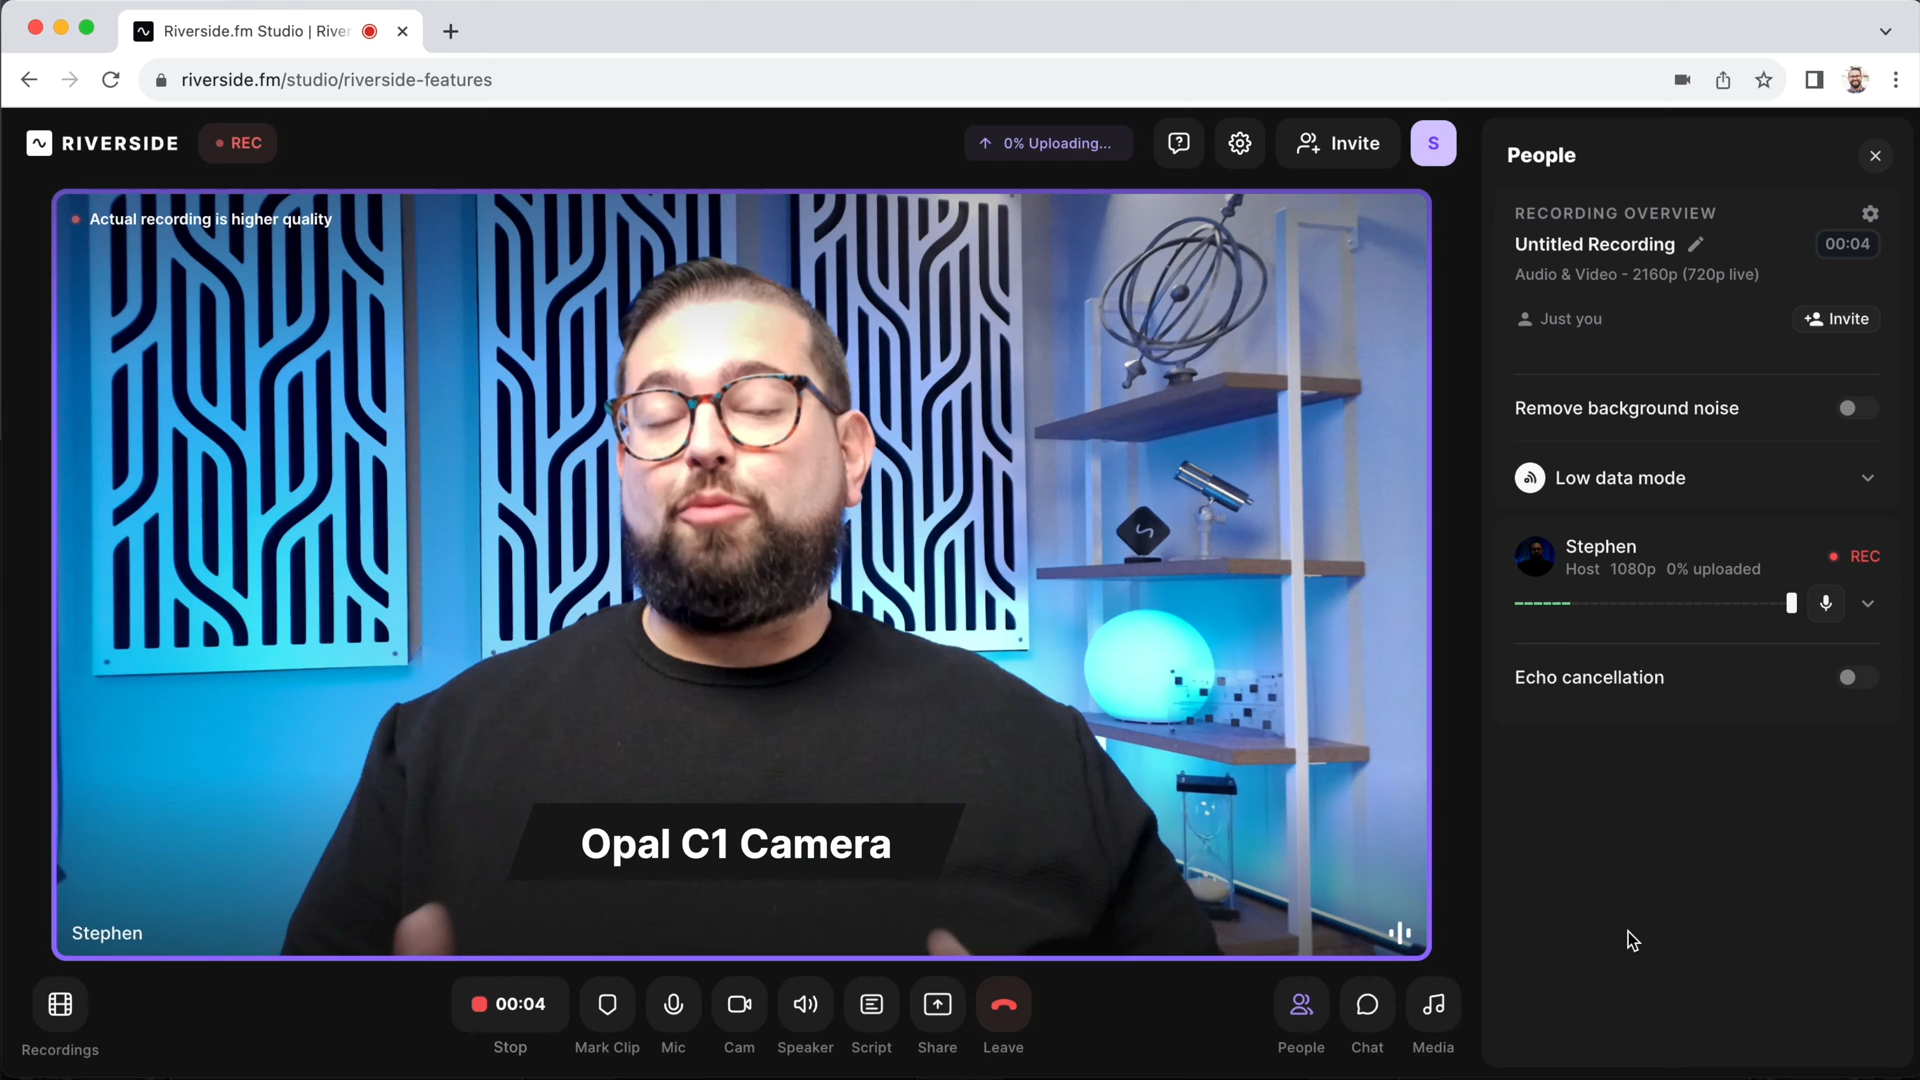 Riverside.fm Studio | River
riverside.fm/studio/riverside-features
RIVERSIDE
REC
0% Uploading...
Invite
S
People
Actual recording is higher quality
RECORDING OVERVIEW
Untitled Recording
00:04
Audio & Video - 2160p (720p live)
Just you
Invite
Remove background noise
Low data mode
Stephen
REC
Host 1080p 0% uploaded
Echo cancellation
Opal C1 Camera
Stephen
00:04
Recordings
Stop
Mark Clip
Mic
Cam
Speaker
Script
Share
Leave
People
Chat
Media